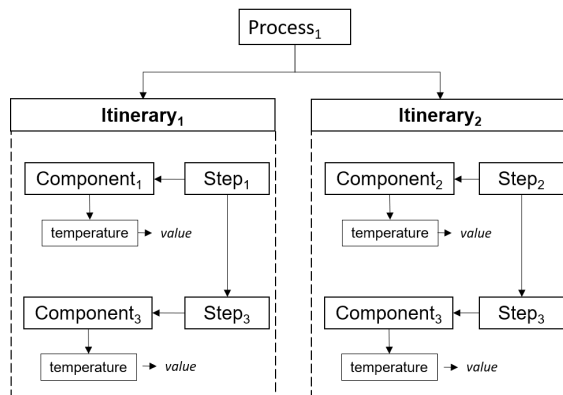 Process₁
Itinerary₁ Itinerary₂
Component₁ Step₁ Component₂ Step₂
temperature value temperature value
Component₃ Step₃ Component₃ Step₃
temperature value temperature value